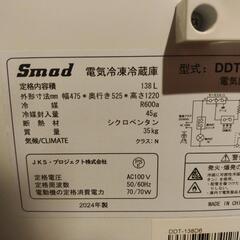 Smad 電気冷凍冷蔵庫 型式: DDT
定格内容積 138L
外形寸法mm 幅475*奥行き525*高さ1220
冷媒 R600a
冷媒封入量 45g
断熱材発泡ガス シクロペンタン
質量 35kg
気候/CLIMATE クラス: N
JKS・プロジェクト株式会社
定格電圧 AC100V
定格周波数 50/60Hz
電動機の定格消費電力 70/70W
2024年製
DDT-138D6